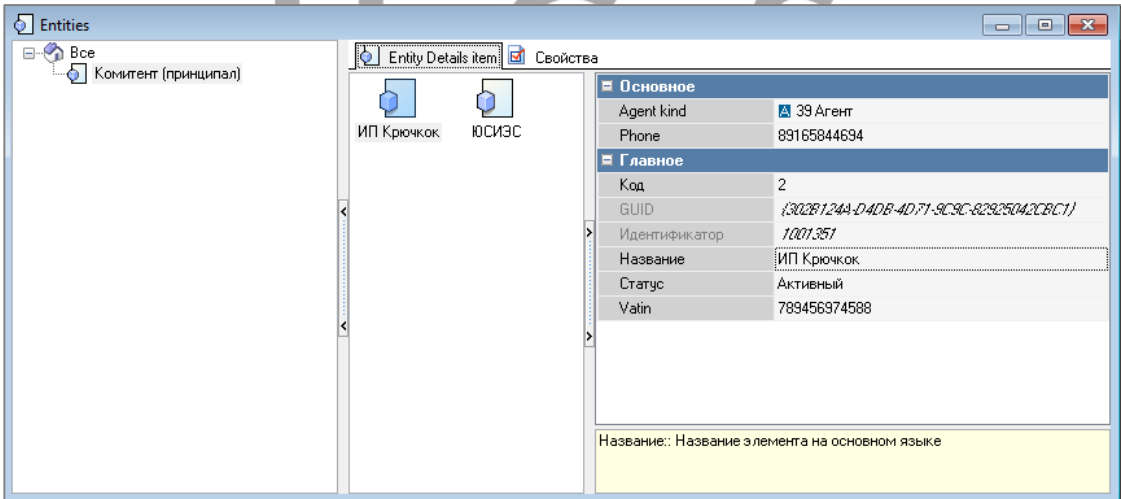 Entities
Все
Комитент (принципал)
Entity Details item
Свойства
ИП Крючкок
ЮСИЭС
Основное
Agent kind
A 39 Агент
Phone
89165844694
Главное
Код
2
GUID
{302B124A-D4DB-4D71-9C9C-82925042CBC1}
Идентификатор
1001351
Название
ИП Крючкок
Статус
Активный
Vatin
789456974588
Название:: Название элемента на основном языке